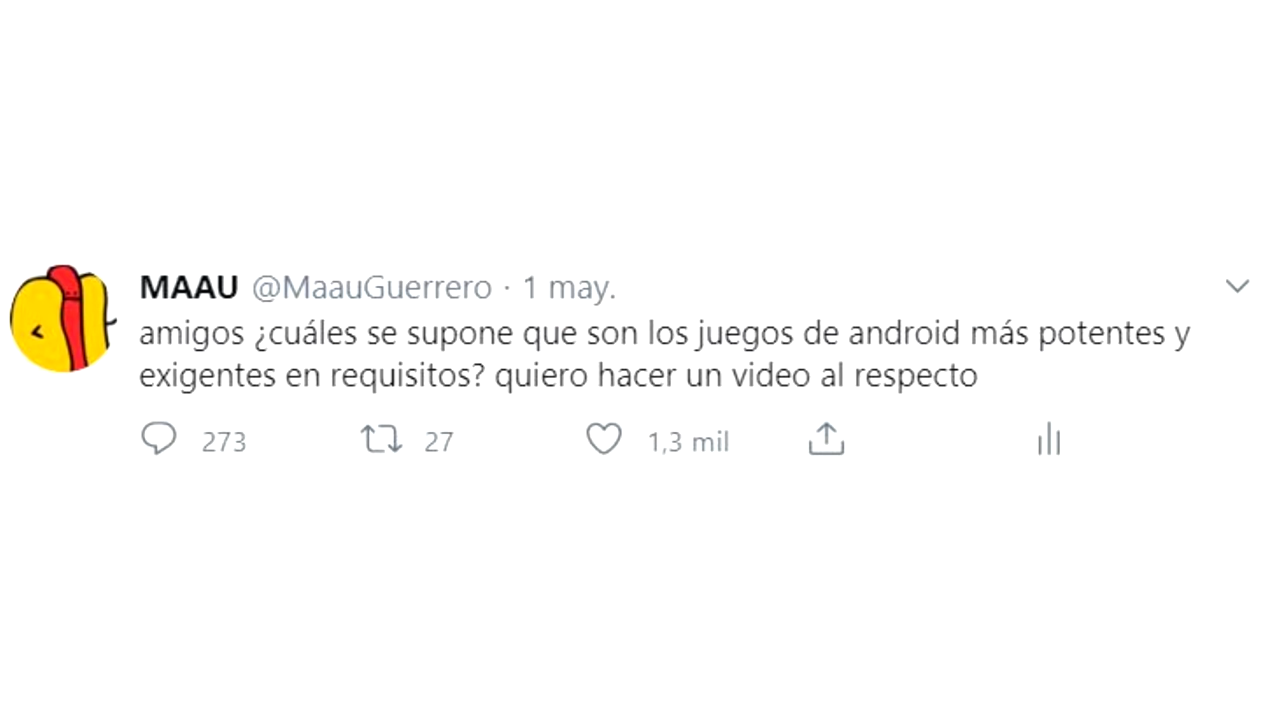 MAAU @MaauGuerrero · 1 may.
amigos ¿cuáles se supone que son los juegos de android más potentes y
exigentes en requisitos? quiero hacer un video al respecto
273 27 1,3 mil